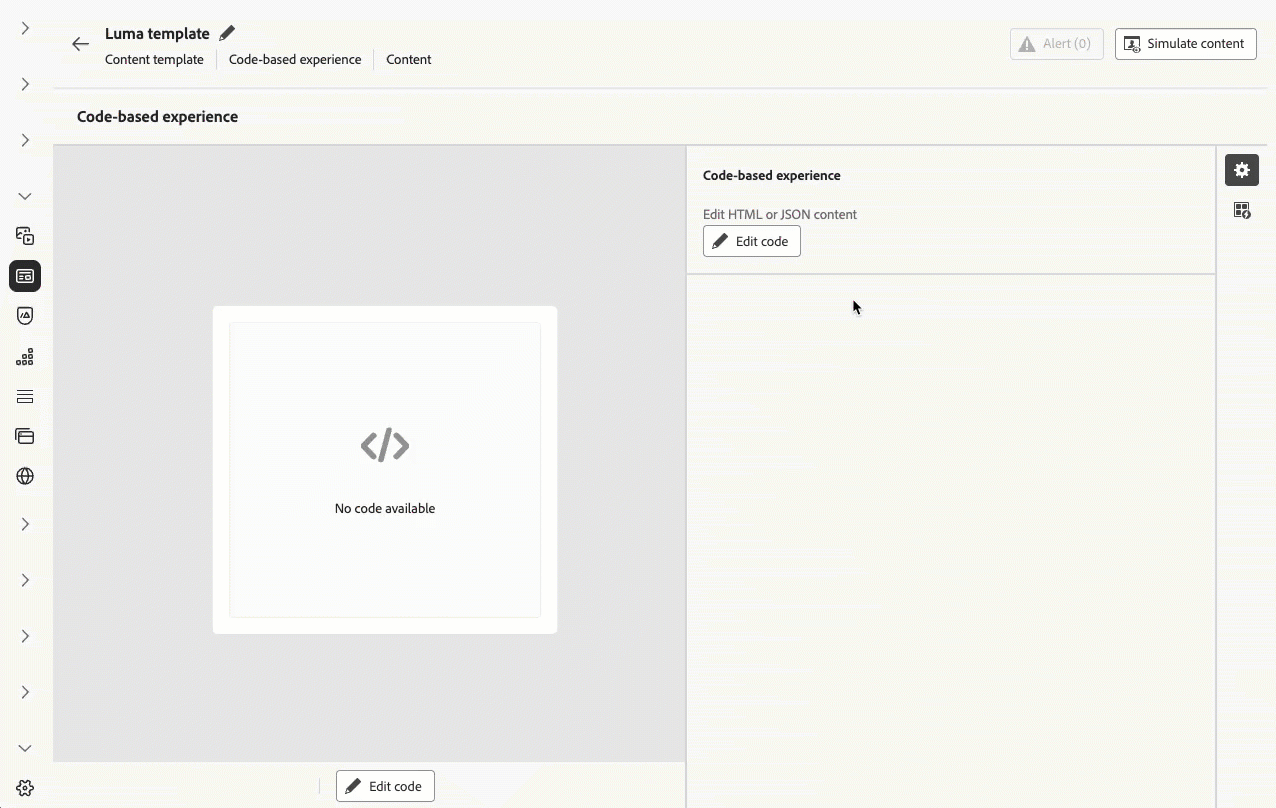 Luma template
Content template
Code-based experience
Content
Alert (0)
Simulate content
Code-based experience
Code-based experience
Edit HTML or JSON content
Edit code
No code available
Edit code